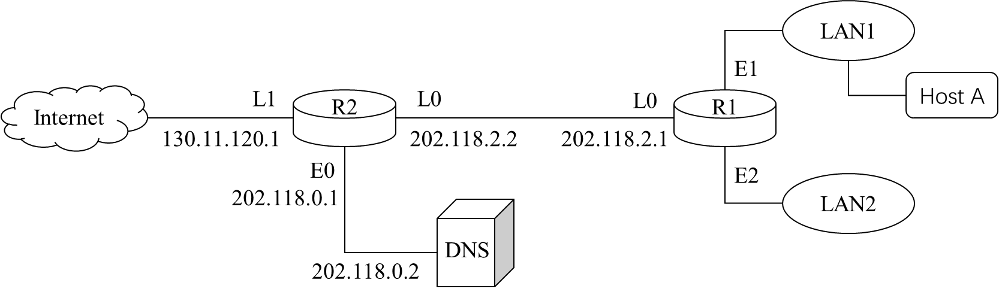 LAN1
E1
Host A
L1
R2
L0
L0
R1
Internet
130.11.120.1
202.118.2.2
202.118.2.1
E0
E2
202.118.0.1
LAN2
DNS
202.118.0.2